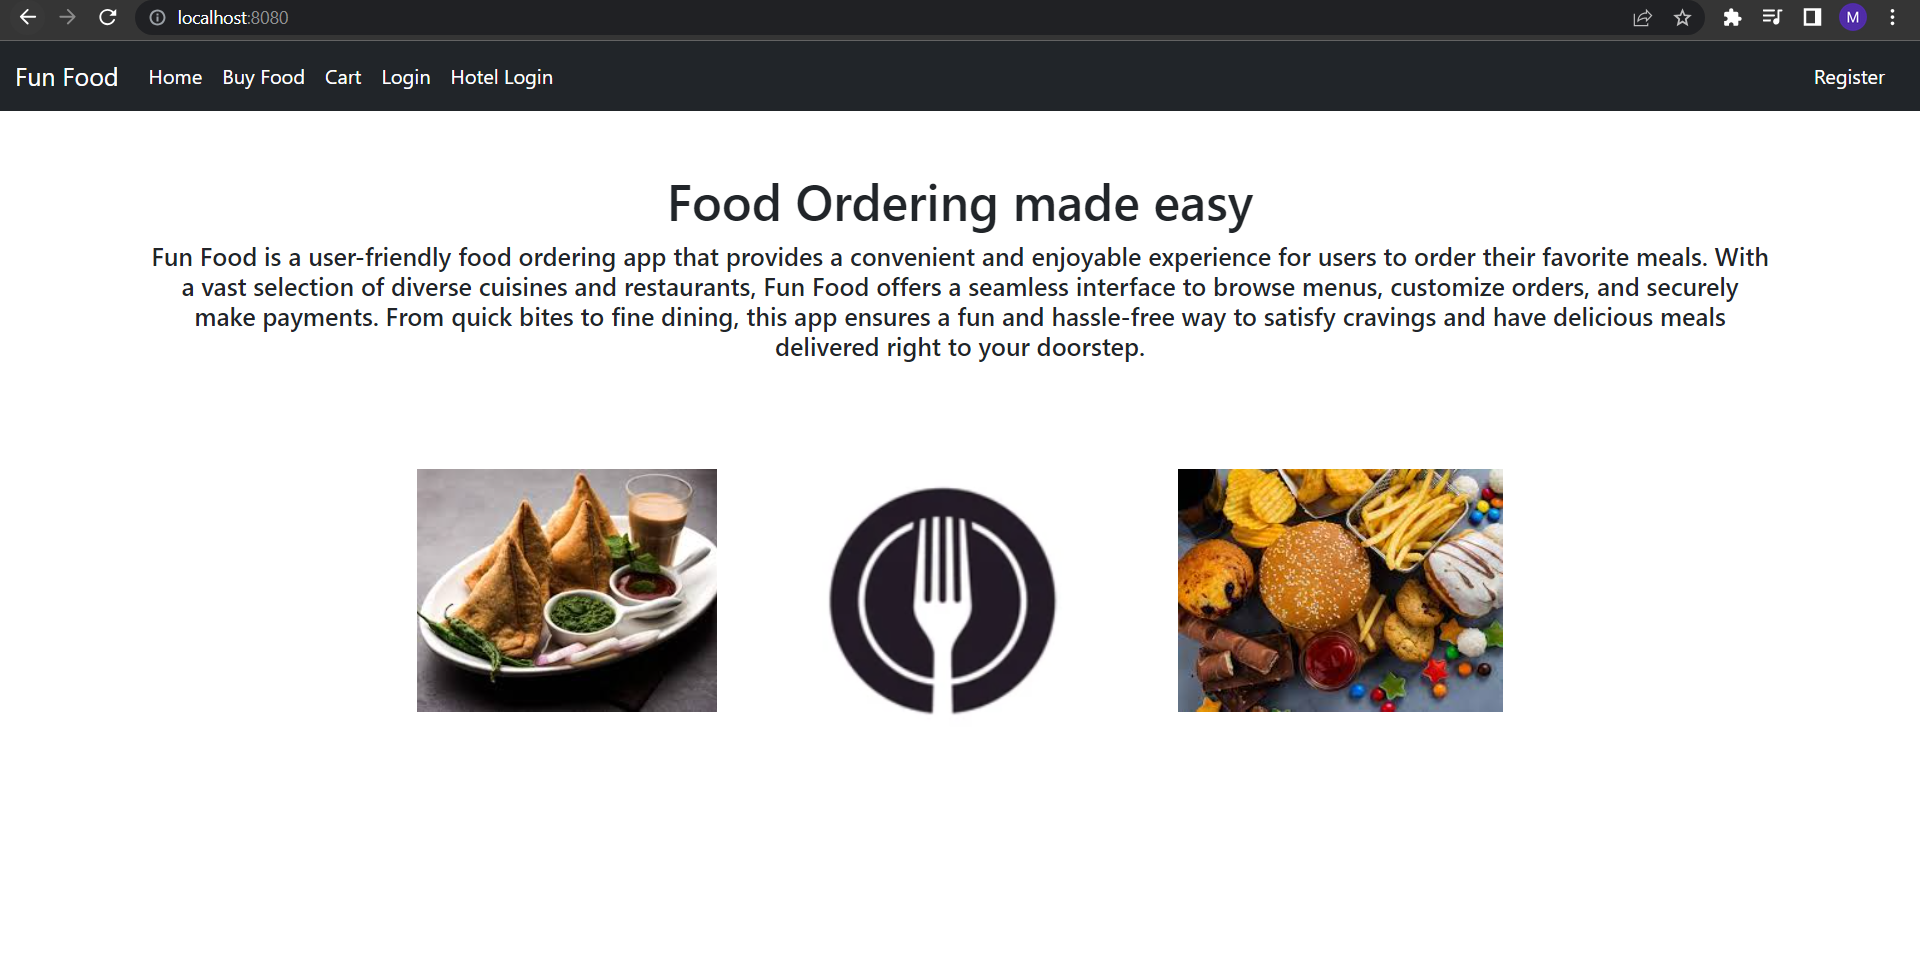 localhost:8080
M
Fun Food Home Buy Food Cart Login Hotel Login Register
Food Ordering made easy
Fun Food is a user-friendly food ordering app that provides a convenient and enjoyable experience for users to order their favorite meals. With
a vast selection of diverse cuisines and restaurants, Fun Food offers a seamless interface to browse menus, customize orders, and securely
make payments. From quick bites to fine dining, this app ensures a fun and hassle-free way to satisfy cravings and have delicious meals
delivered right to your doorstep.